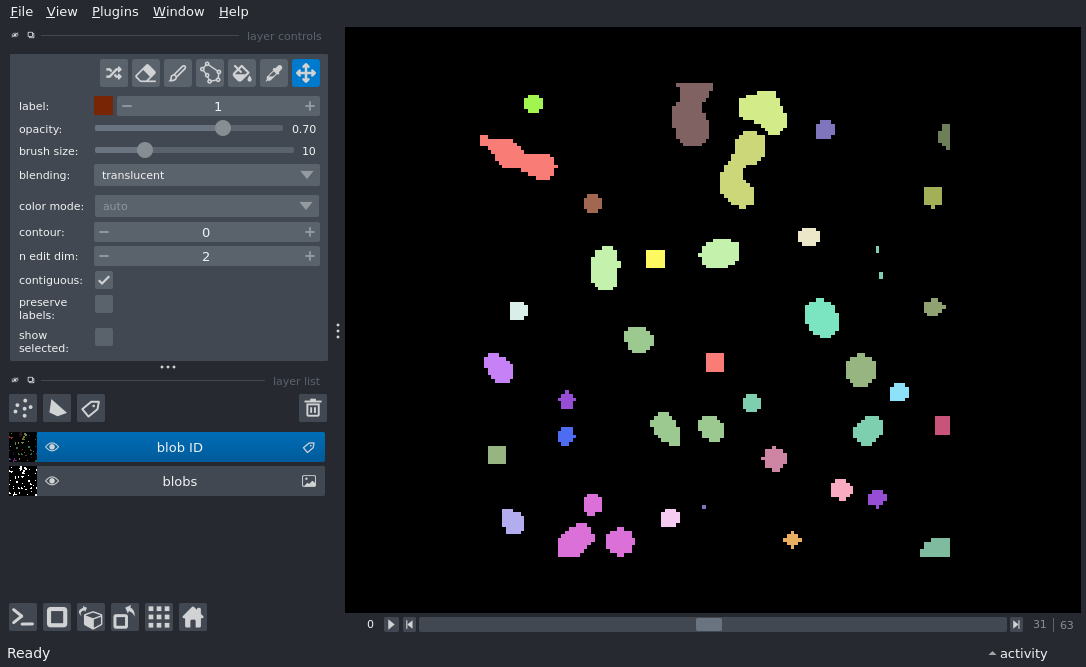 File View Plugins Window Help
layer controls
label: 1
opacity: 0.70
brush size: 10
blending: translucent
color mode: auto
contour: 0
n edit dim: 2
contiguous:
preserve
labels:
show
selected:
layer list
blob ID
blobs
0 31 63
Ready activity